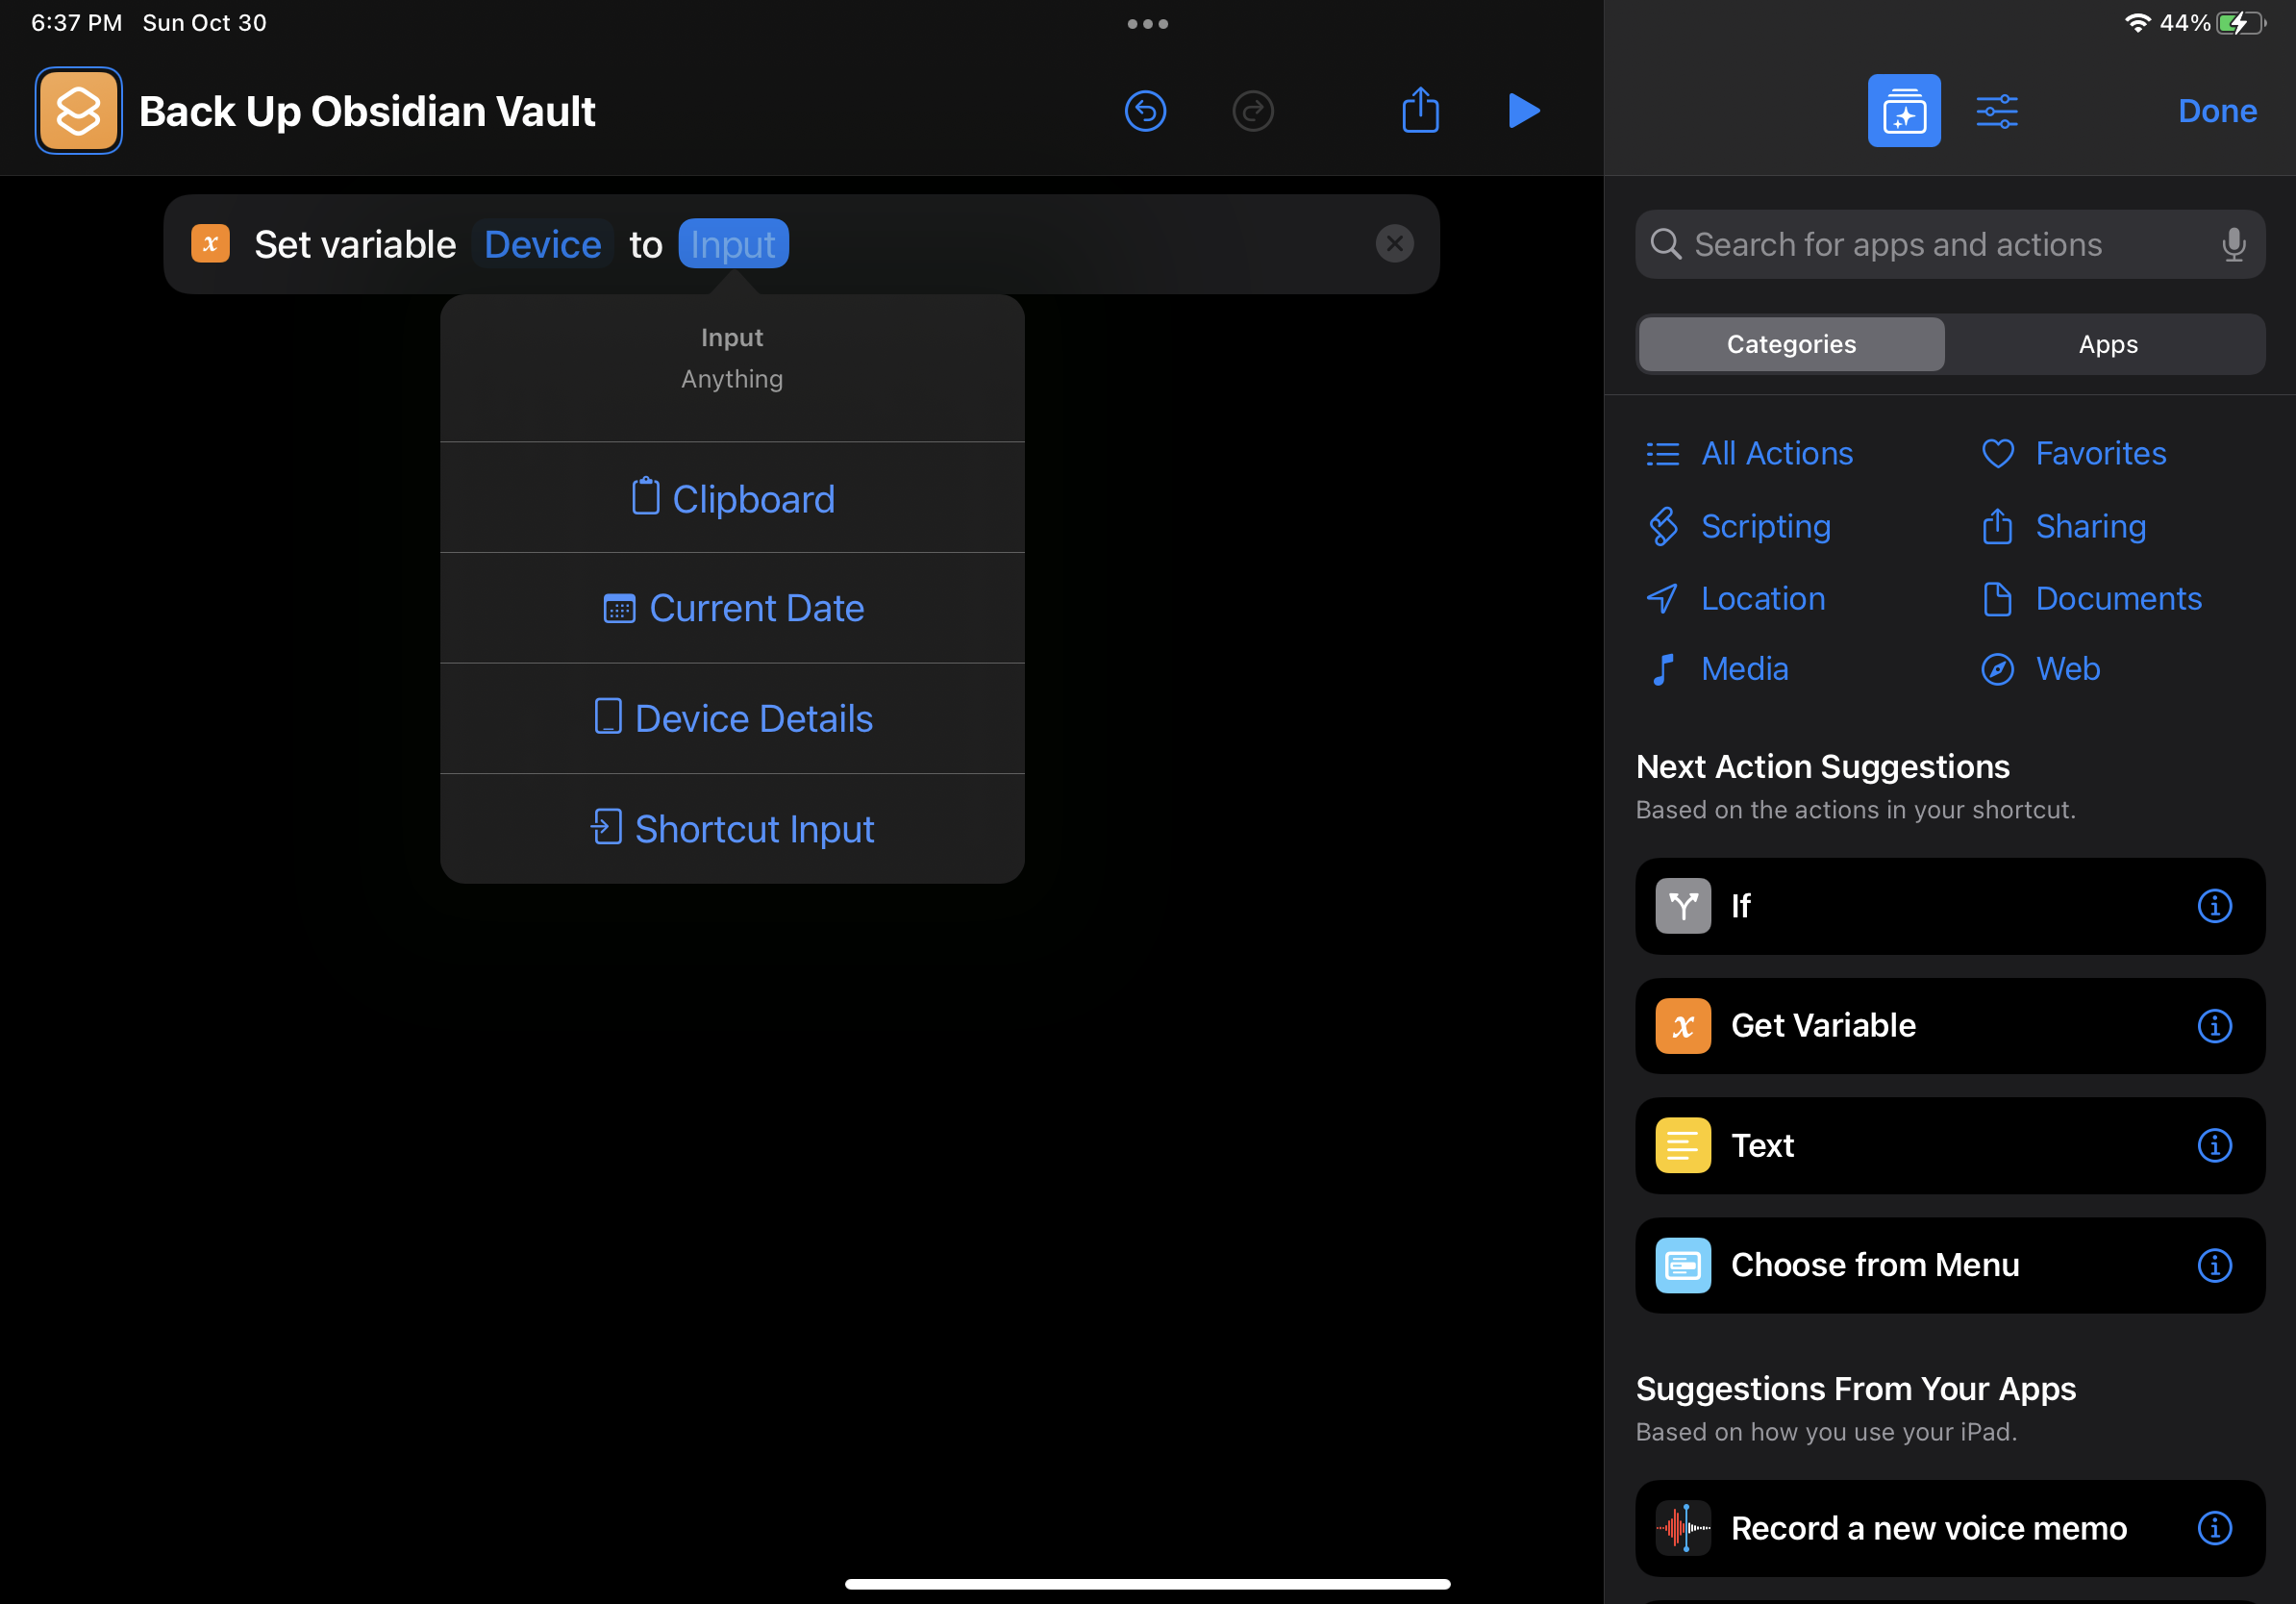 6:37 PM Sun Oct 30
44%
Back Up Obsidian Vault
Done
Set variable Device to Input
Input
Anything
Clipboard
Current Date
Device Details
Shortcut Input
Search for apps and actions
Categories Apps
All Actions Favorites
Scripting Sharing
Location Documents
Media Web
Next Action Suggestions
Based on the actions in your shortcut.
If
Get Variable
Text
Choose from Menu
Suggestions From Your Apps
Based on how you use your iPad.
Record a new voice memo